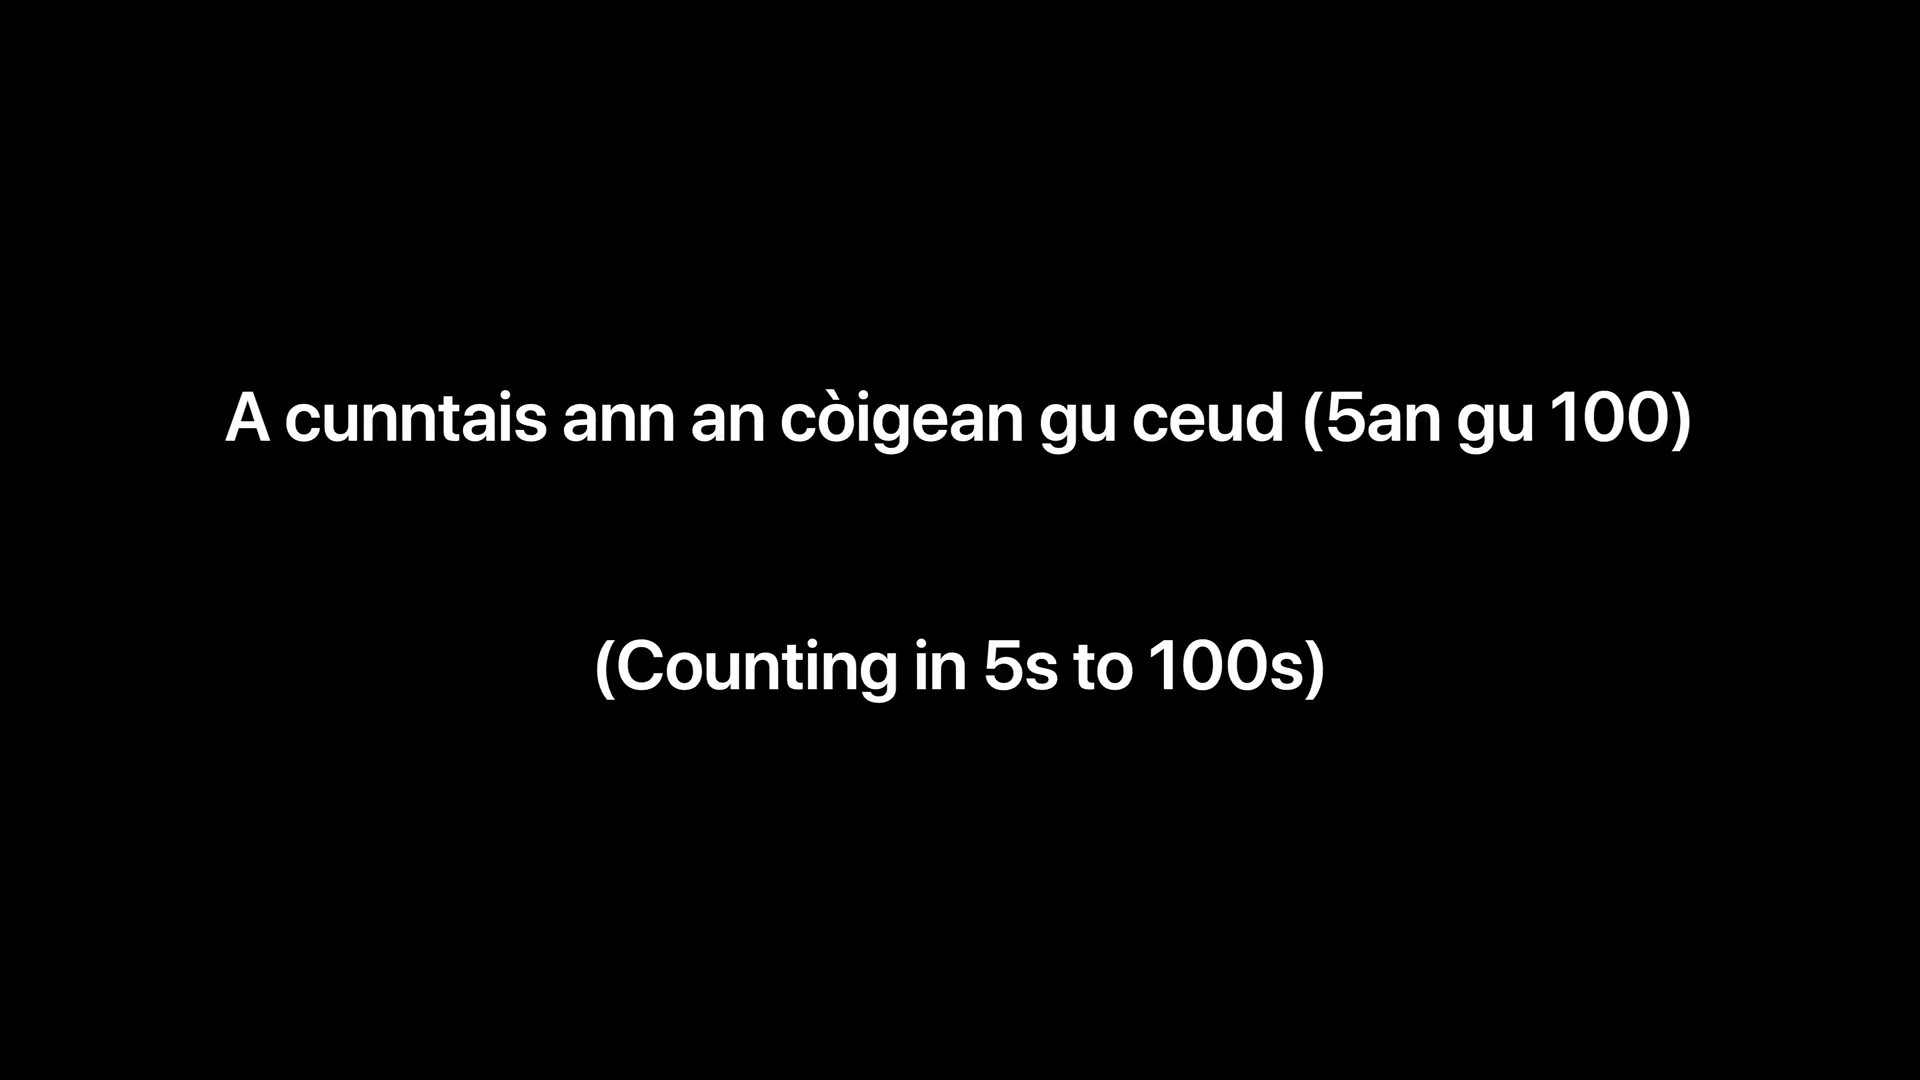 A cunntais ann an còigean gu ceud (5an gu 100)
(Counting in 5s to 100s)